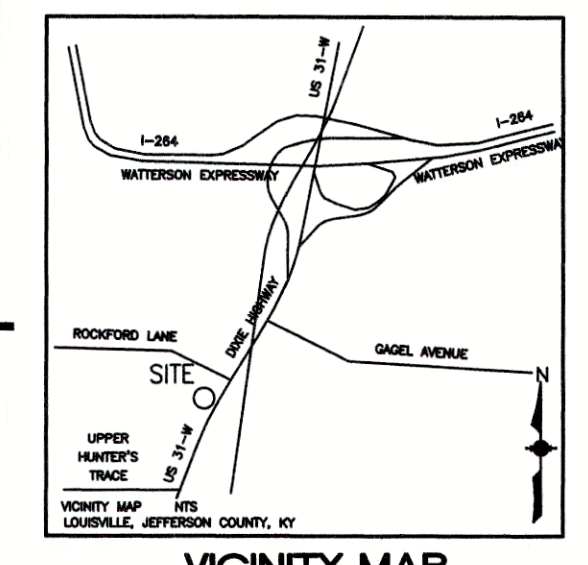 US 31-W
I-264
I-264
WATTERSON EXPRESSWAY
WATTERSON EXPRESSWAY
DIXIE HIGHWAY
ROCKFORD LANE
GAGEL AVENUE
SITE
N
UPPER
HUNTER'S
TRACE
US 31-W
VICINITY MAP NTS
LOUISVILLE, JEFFERSON COUNTY, KY
VICINITY MAP